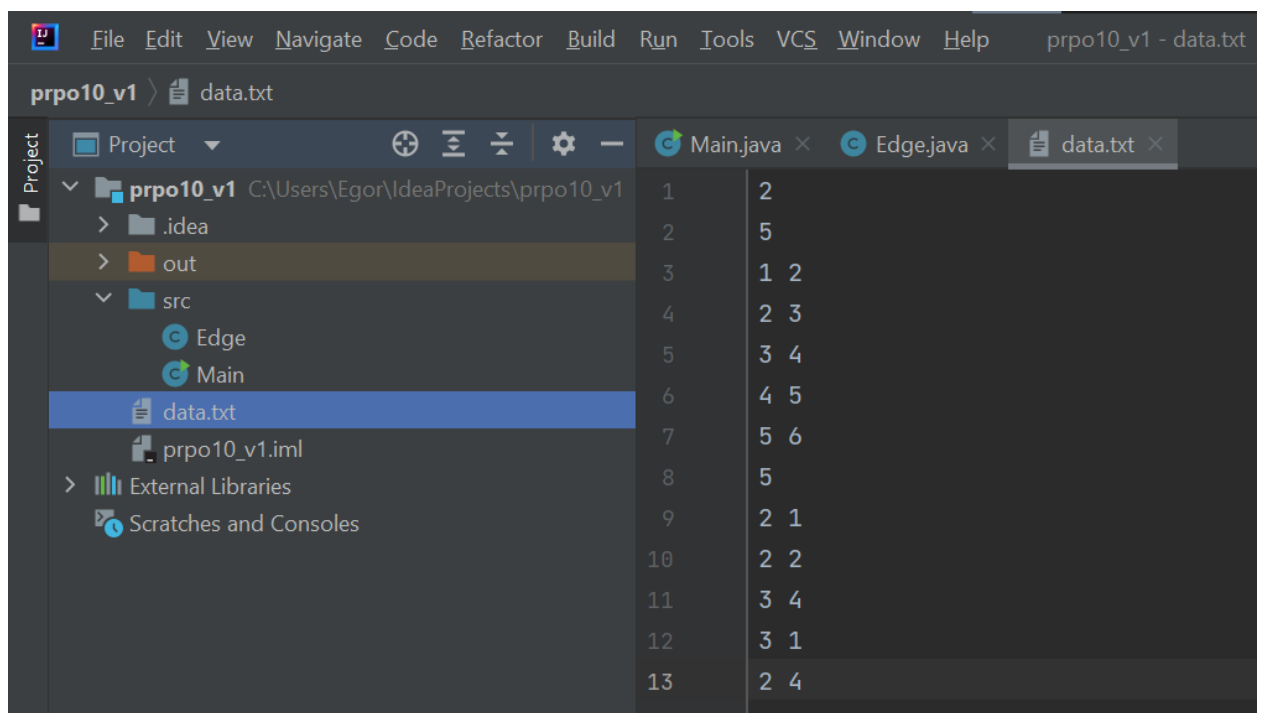 IJ File Edit View Navigate Code Refactor Build Run Tools VCS Window Help prpo10_v1 - data.txt
prpo10_v1 data.txt
Project
Project
prpo10_v1 C:\Users\Egor\IdeaProjects\prpo10_v1
.idea
out
src
C Edge
C Main
data.txt
prpo10_v1.iml
External Libraries
Scratches and Consoles
C Main.java × C Edge.java × data.txt ×
1 2
2 5
3 1 2
4 2 3
5 3 4
6 4 5
7 5 6
8 5
9 2 1
10 2 2
11 3 4
12 3 1
13 2 4